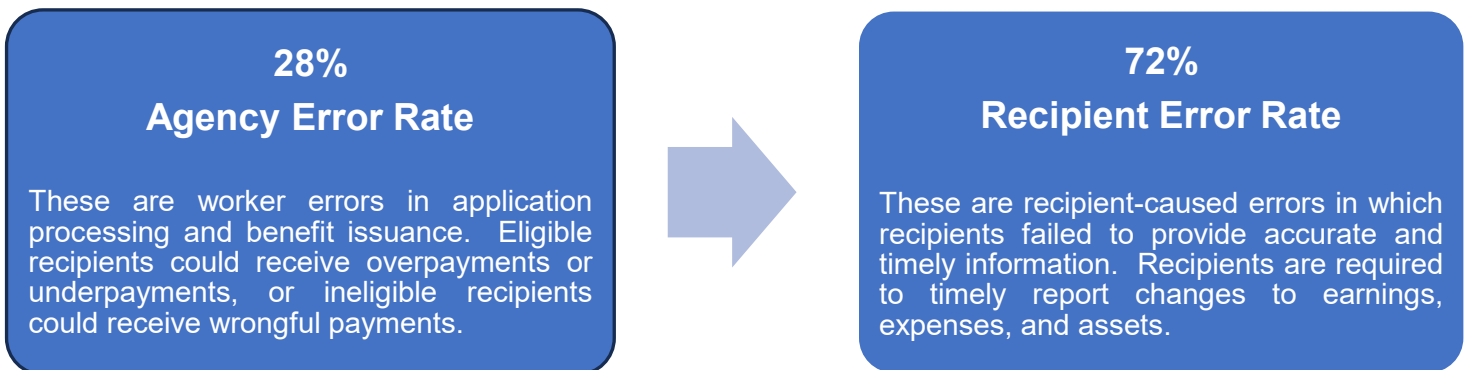 28%
Agency Error Rate
These are worker errors in application
processing and benefit issuance. Eligible
recipients could receive overpayments or
underpayments, or ineligible recipients
could receive wrongful payments.
72%
Recipient Error Rate
These are recipient-caused errors in which
recipients failed to provide accurate and
timely information. Recipients are required
to timely report changes to earnings,
expenses, and assets.